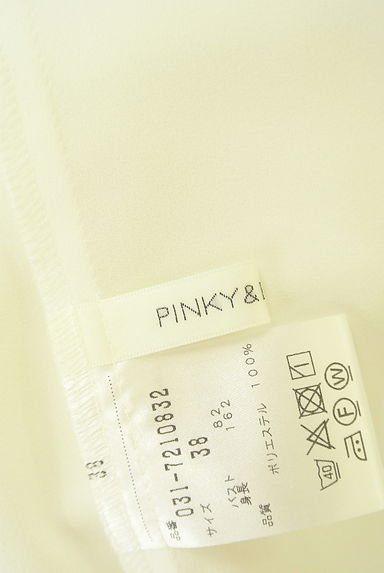 PINKY&
品番 031-7210832
サイズ 38
バスト 82
身長 162
品質 ポリエステル 100%
40
F W
38